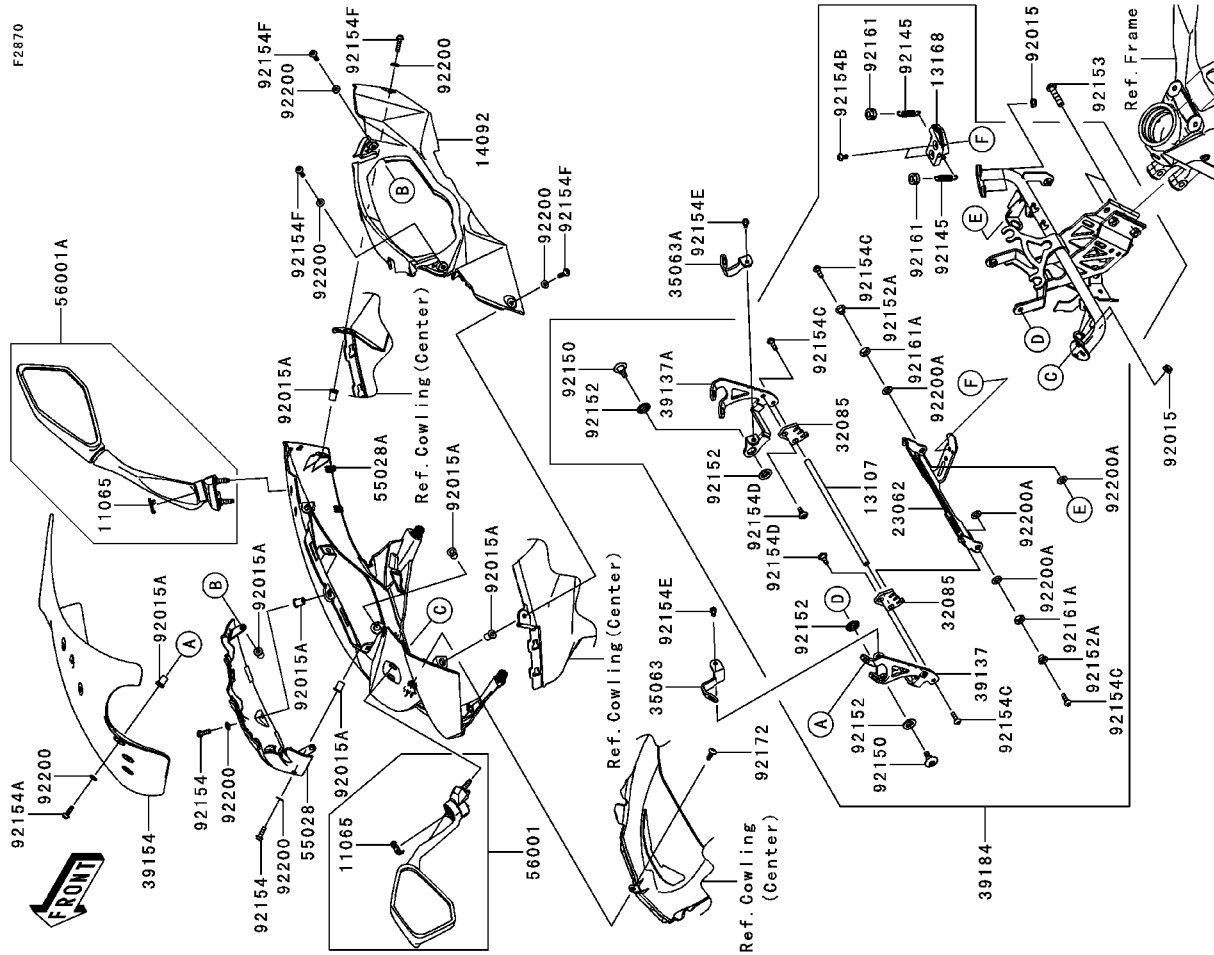 F2870
92154F
92200
92154F
92200
14092
B
92154F
92200
92200
92154F
56001A
11065
92015A
Ref. Cowling (Center)
55028A
92015A
92015A
Ref. Cowling (Center)
C
B
92015A
92015A
A
92015A
92154A
92200
39154
FRONT
92154
92200
55028
92154
92200
92015A
11065
56001
92154B
92161
92145
13168
F
92161
92145
92015
92153
Ref. Frame
E
D
C
92015
35063A
92154E
92154C
92152A
92161A
92200A
F
92150
92152
39137A
92154C
92152
32085
92154D
13107
23062
92200A
92200A
E
92154D
92154E
35063
D
92152
32085
92200A
92161A
92152A
92154C
39137
92154C
A
92152
92150
92172
Ref. Cowling
(Center)
39184